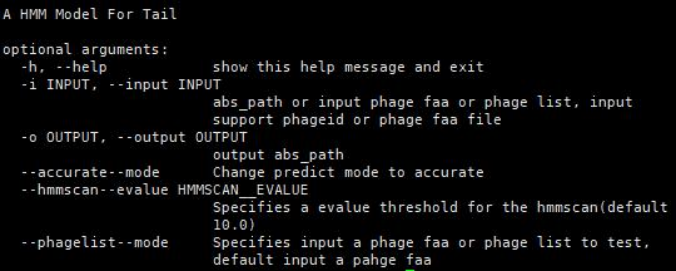 A HMM Model For Tail
optional arguments:
-h, --help show this help message and exit
-i INPUT, --input INPUT
abs_path or input phage faa or phage list, input
support phageid or phage faa file
-o OUTPUT, --output OUTPUT
output abs_path
--accurate--mode Change predict mode to accurate
--hmmscan--evalue HMMSCAN__EVALUE
Specifies a evalue threshold for the hmmscan(default
10.0)
--phagelist--mode Specifies input a phage faa or phage list to test,
default input a pahge faa